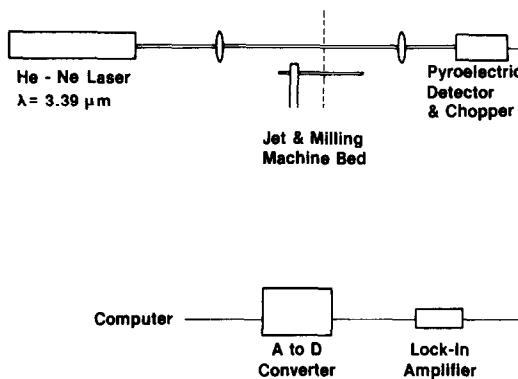 He - Ne Laser
λ = 3.39 μm
Pyroelectric
Detector
& Chopper
Jet & Milling
Machine Bed
Computer
A to D
Converter
Lock-in
Amplifier